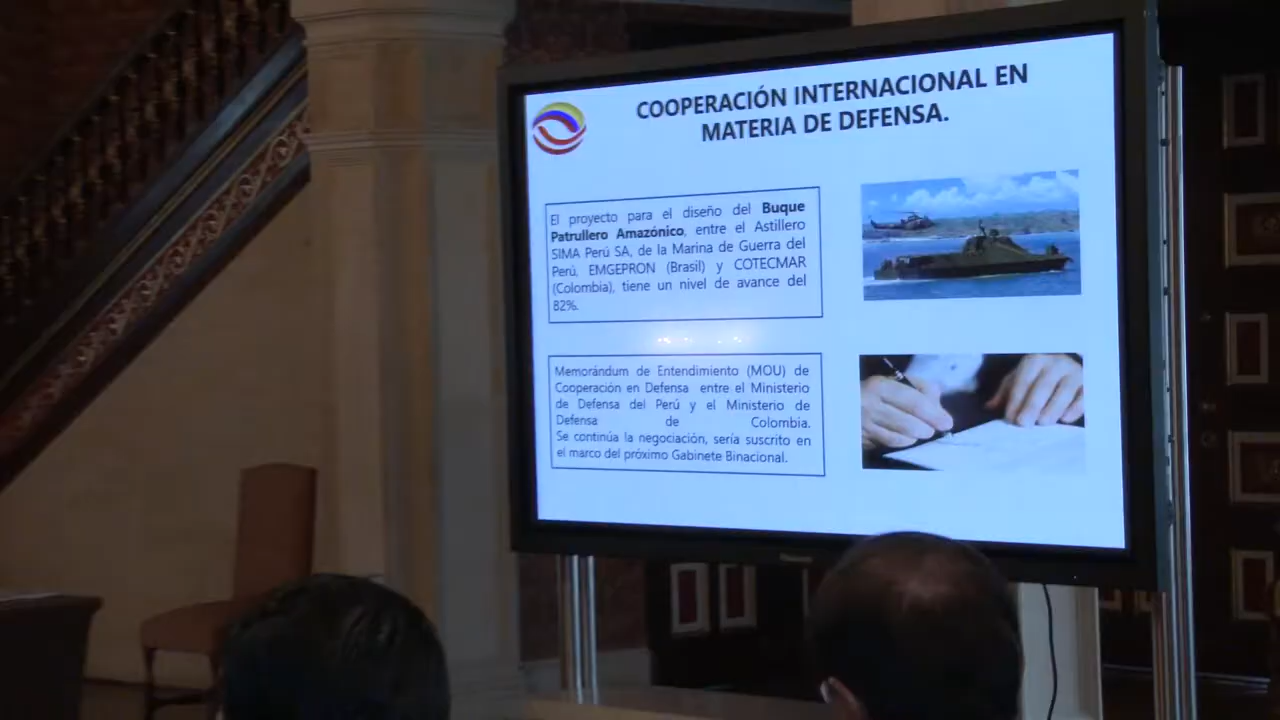 COOPERACIÓN INTERNACIONAL EN
MATERIA DE DEFENSA.
El proyecto para el diseño del Buque
Patrullero Amazónico, entre el Astillero
SIMA Perú SA, de la Marina de Guerra del
Perú, EMGEPRON (Brasil) y COTECMAR
(Colombia), tiene un nivel de avance del
82%.
Memorándum de Entendimiento (MOU) de
Cooperación en Defensa entre el Ministerio
de Defensa del Perú y el Ministerio de
Defensa de Colombia.
Se continúa la negociación, sería suscrito en
el marco del próximo Gabinete Binacional.